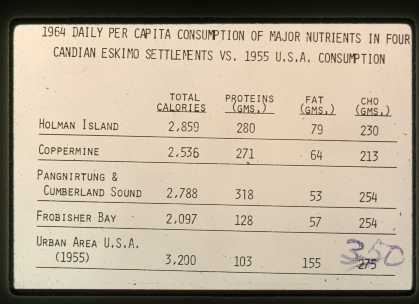 1964 DAILY PER CAPITA CONSUMPTION OF MAJOR NUTRIENTS IN FOUR
CANDIAN ESKIMO SETTLEMENTS VS. 1955 U.S.A. CONSUMPTION
TOTAL CALORIES PROTEINS (GMS.) FAT (GMS.) CHO (GMS.)
HOLMAN ISLAND 2,859 280 79 230
COPPERMINE 2,536 271 64 213
PANGNIRTUNG &
CUMBERLAND SOUND 2,788 318 53 254
FROBISHER BAY 2,097 128 57 254
URBAN AREA U.S.A.
(1955) 3,200 103 155 275
350